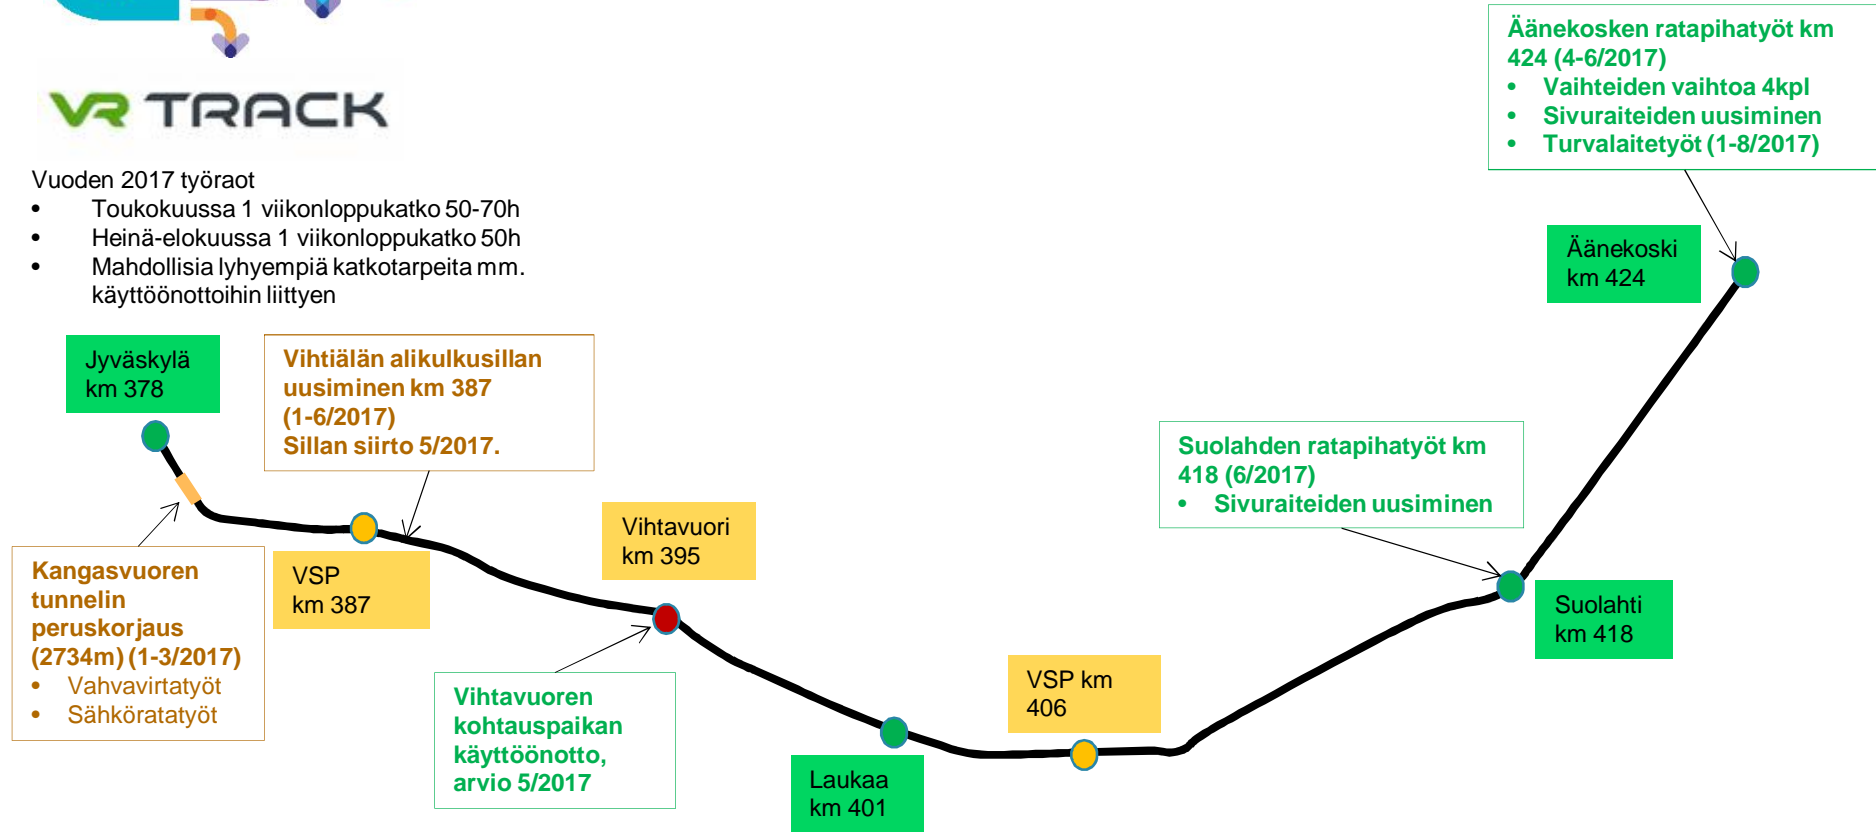 VR TRACK
Vuoden 2017 työraot
• Toukokuussa 1 viikonloppukatko 50-70h
• Heinä-elokuussa 1 viikonloppukatko 50h
• Mahdollisia lyhyempiä katkotarpeita mm.
käyttöönottoihin liittyen
Äänekosken ratapihatyöt km
424 (4-6/2017)
• Vaihteiden vaihtoa 4kpl
• Sivuraiteiden uusiminen
• Turvalaitetyöt (1-8/2017)
Äänekoski
km 424
Jyväskylä
km 378
Vihtiälän alikulkusillan
uusiminen km 387
(1-6/2017)
Sillan siirto 5/2017.
Suolahden ratapihatyöt km
418 (6/2017)
• Sivuraiteiden uusiminen
Vihtavuori
km 395
Kangasvuoren
tunnelin
peruskorjaus
(2734m) (1-3/2017)
• Vahvavirtatyöt
• Sähköratatyöt
VSP
km 387
Suolahti
km 418
Vihtavuoren
kohtauspaikan
käyttöönotto,
arvio 5/2017
VSP km
406
Laukaa
km 401